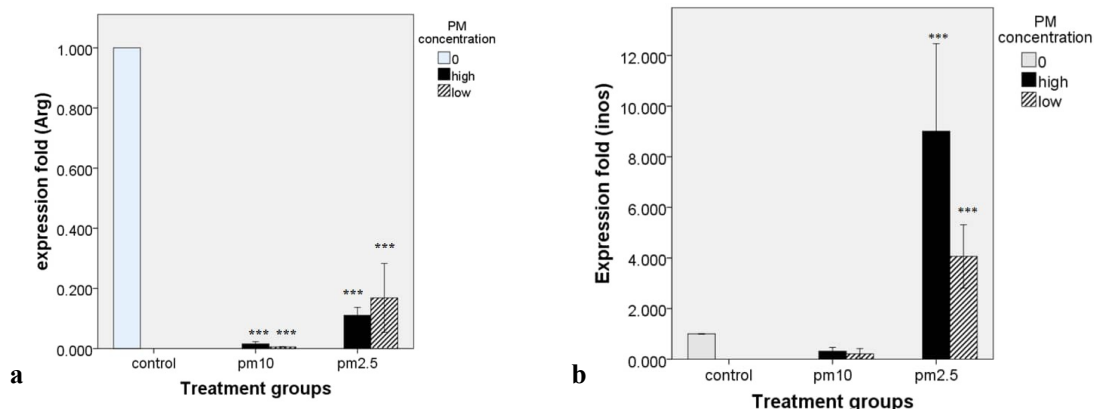 PM
concentration
0
high
low
1.000
0.800
0.600
0.400
0.200
0.000
expression fold (Arg)
*** ***
***
***
control pm10 pm2.5
Treatment groups
a
PM
concentration
0
high
low
12.000
10.000
8.000
6.000
4.000
2.000
0.000
Expression fold (inos)
***
***
control pm10 pm2.5
Treatment groups
b